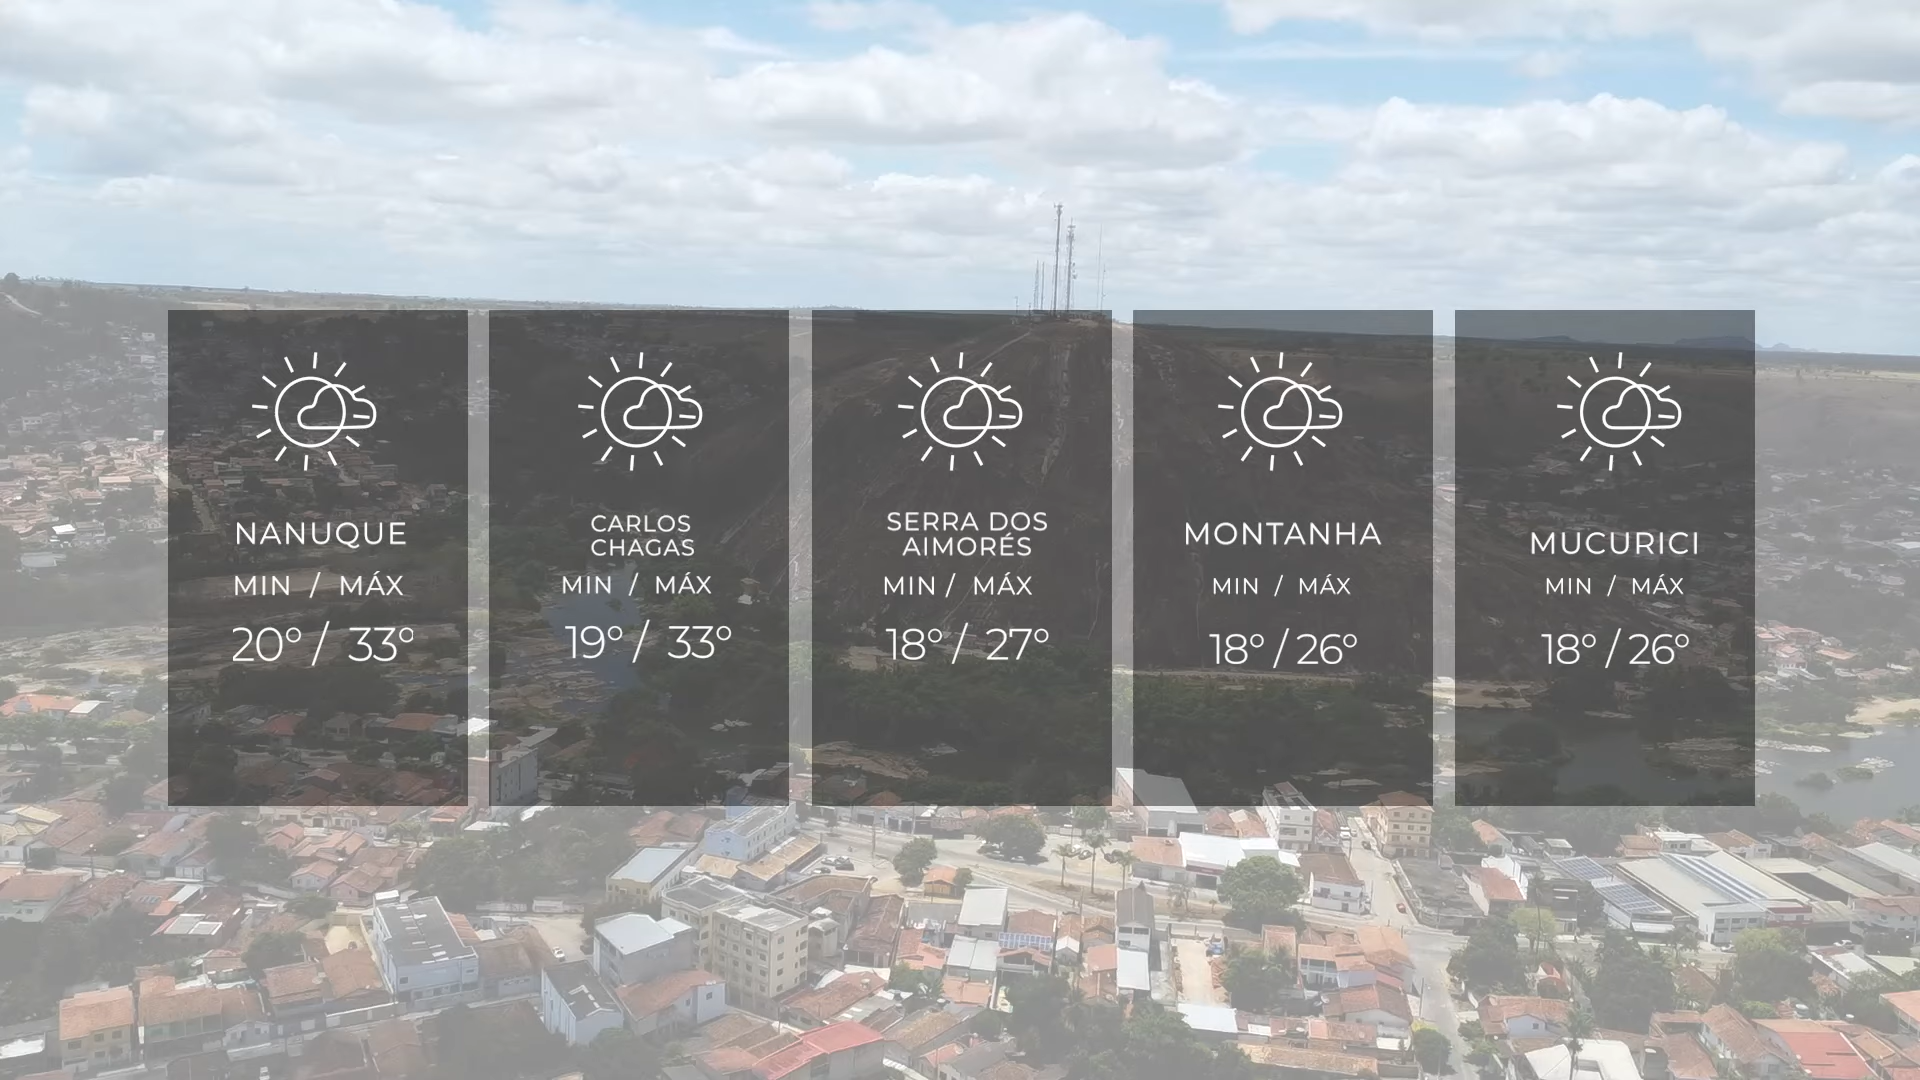 NANUQUE
MIN / MÁX
20° / 33°
CARLOS
CHAGAS
MIN / MÁX
19° / 33°
SERRA DOS
AIMORÉS
MIN / MÁX
18° / 27°
MONTANHA
MIN / MÁX
18° / 26°
MUCURICI
MIN / MÁX
18° / 26°